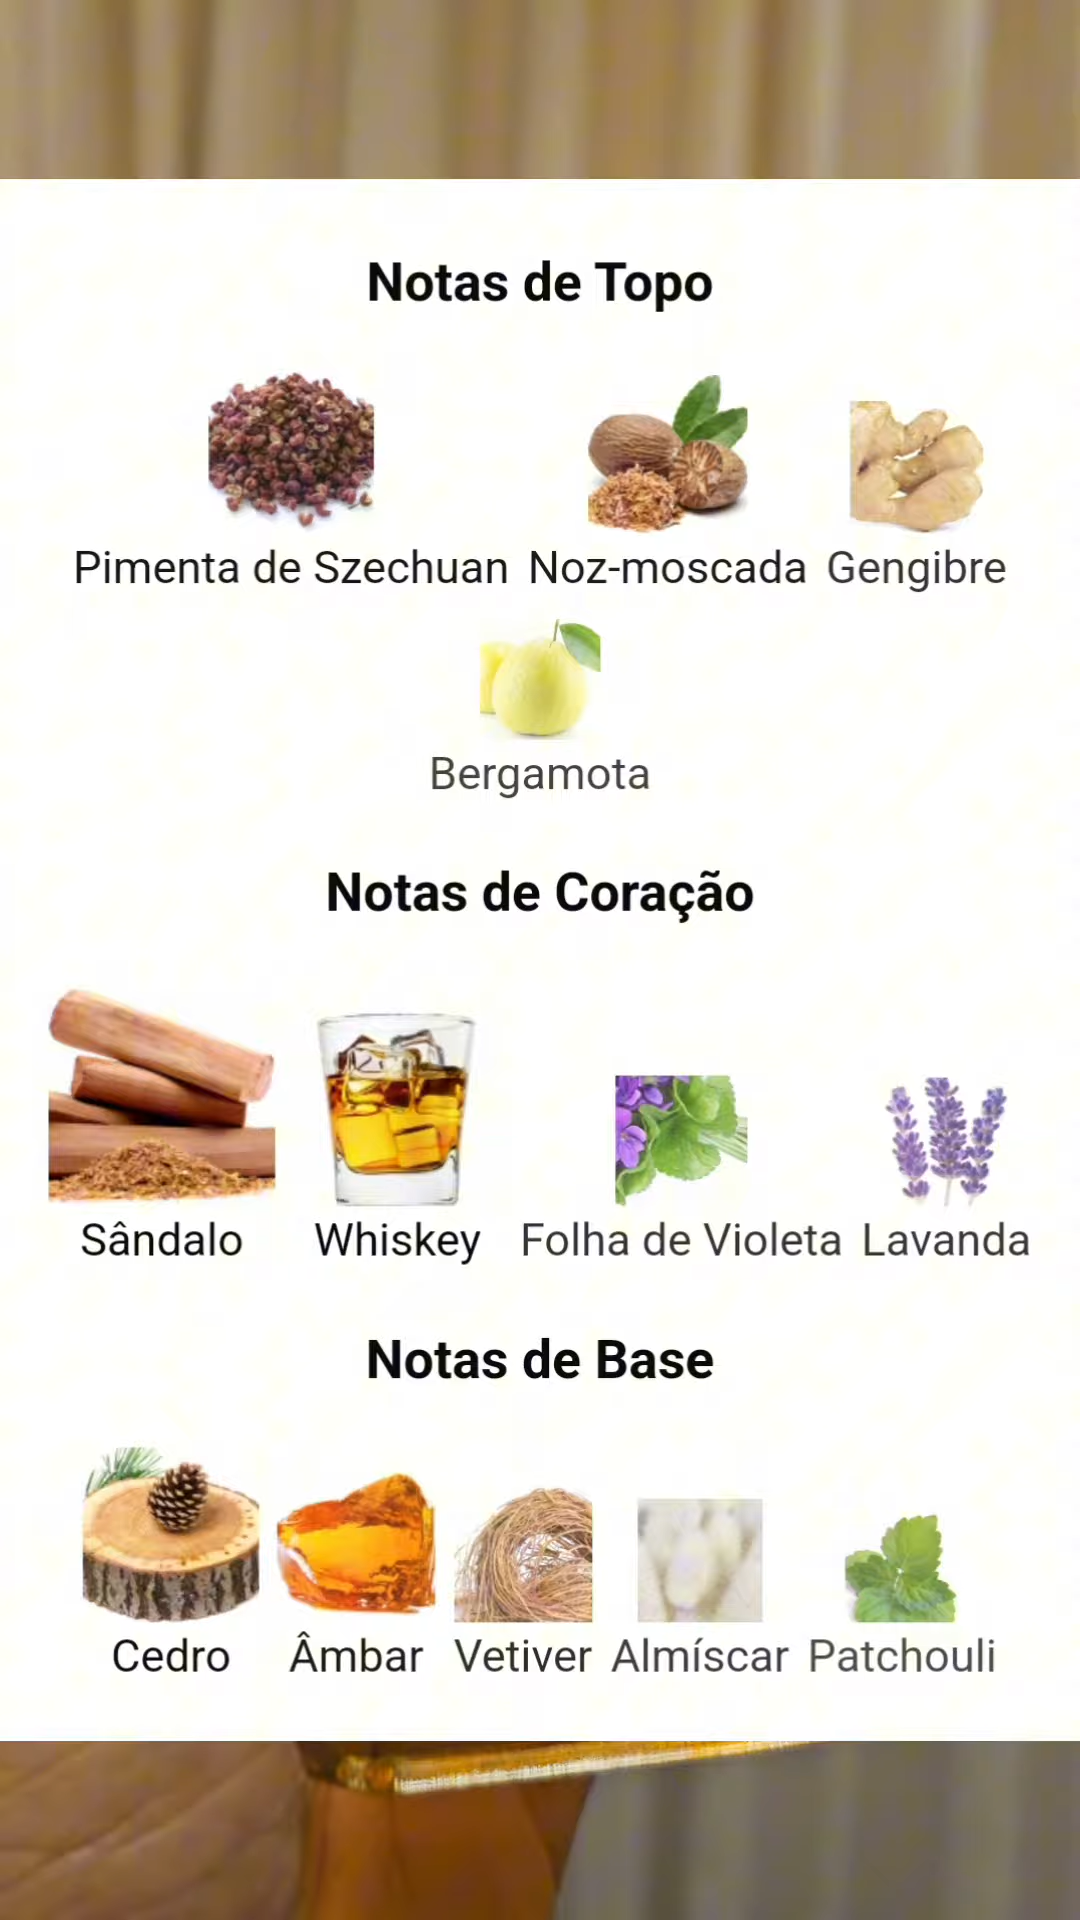 Notas de Topo
Pimenta de Szechuan Noz-moscada Gengibre
Bergamota
Notas de Coração
Sândalo Whiskey Folha de Violeta Lavanda
Notas de Base
Cedro Âmbar Vetiver Almíscar Patchouli